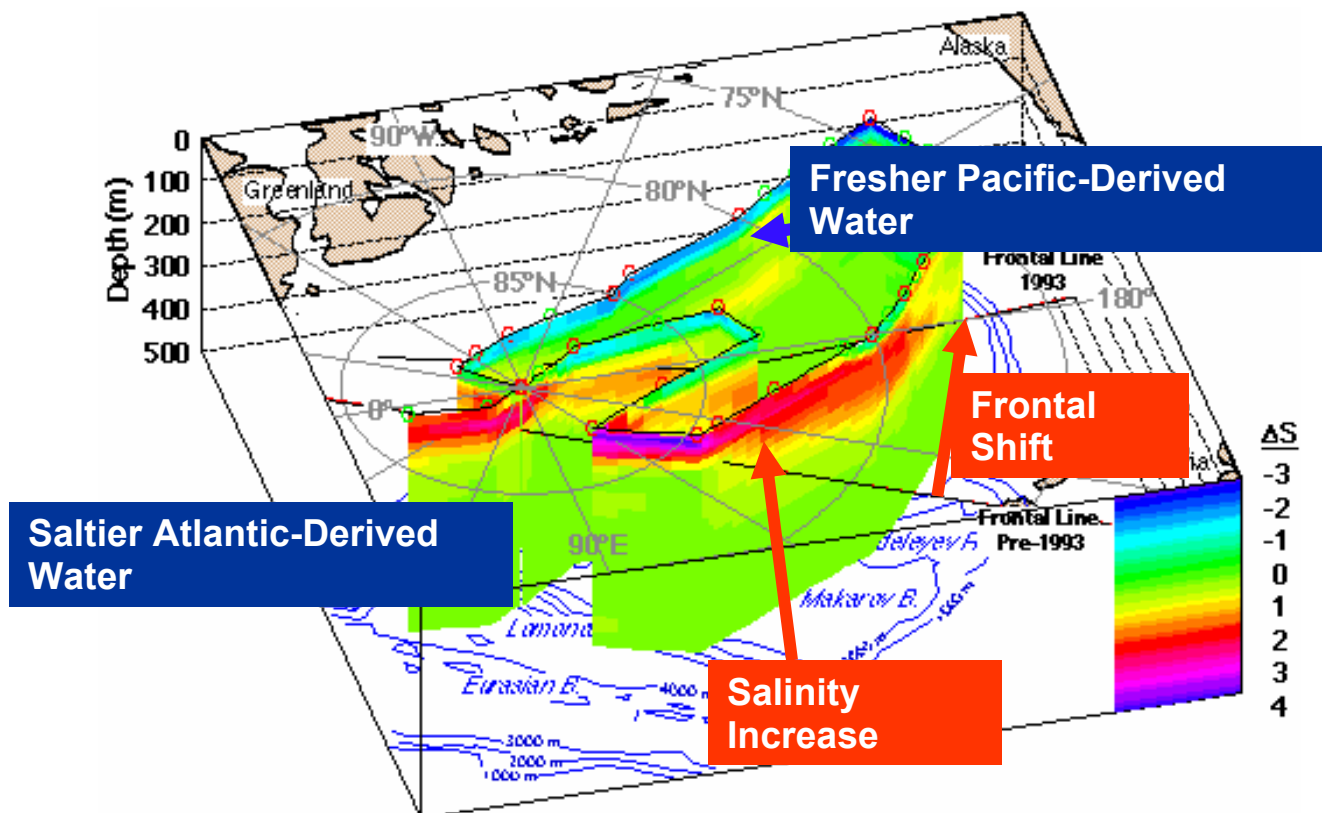 Alaska
75°N
0
90°W
100
Greenland
200
Depth (m)
80°N
Fresher Pacific-Derived
Water
300
400
500
85°N
Frontal Line
1993
180°
0°
Frontal
Shift
ΔS
-3
-2
-1
0
1
2
3
4
Saltier Atlantic-Derived
Water
90°E
Frontal Line
Pre-1993
Makarov B.
Eurasian B.
4000 m
Salinity
Increase
3000 m
2000 m
1000 m